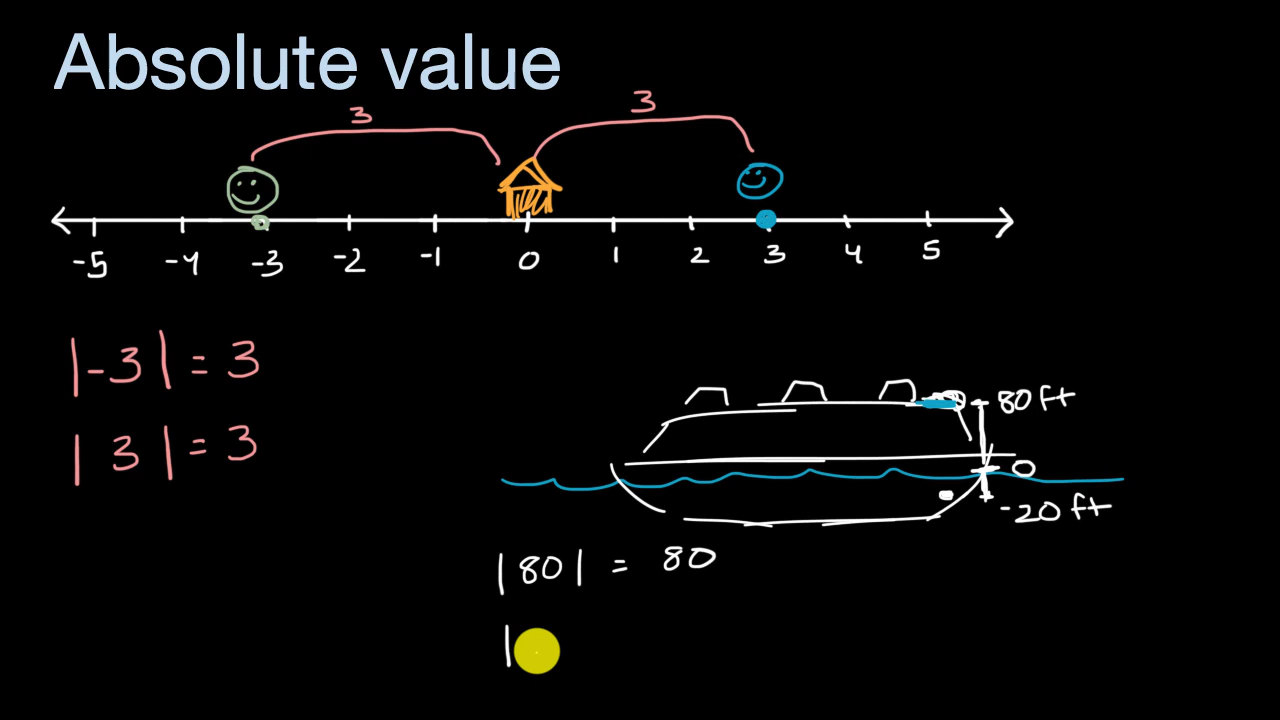 Absolute value
3 3
-5 -4 -3 -2 -1 0 1 2 3 4 5
|-3| = 3
| 3 | = 3
80 ft
0
-20 ft
|80| = 80
|